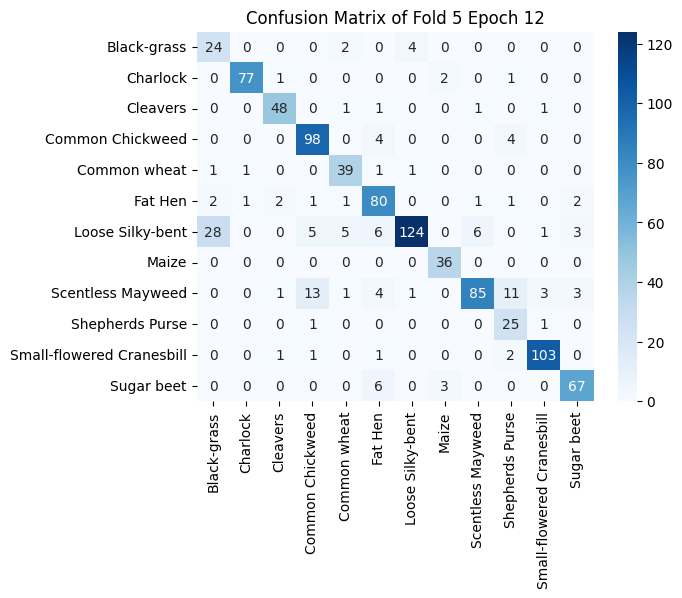 Confusion Matrix of Fold 5 Epoch 12
Black-grass 24 0 0 0 2 0 4 0 0 0 0 0
Charlock 0 77 1 0 0 0 0 2 0 1 0 0
Cleavers 0 0 48 0 1 1 0 0 1 0 1 0
Common Chickweed 0 0 0 98 0 4 0 0 0 4 0 0
Common wheat 1 1 0 0 39 1 1 0 0 0 0 0
Fat Hen 2 1 2 1 1 80 0 0 1 1 0 2
Loose Silky-bent 28 0 0 5 5 6 124 0 6 0 1 3
Maize 0 0 0 0 0 0 0 36 0 0 0 0
Scentless Mayweed 0 0 1 13 1 4 1 0 85 11 3 3
Shepherds Purse 0 0 0 1 0 0 0 0 0 25 1 0
Small-flowered Cranesbill 0 0 1 1 0 1 0 0 0 2 103 0
Sugar beet 0 0 0 0 0 6 0 3 0 0 0 67
Black-grass
Charlock
Cleavers
Common Chickweed
Common wheat
Fat Hen
Loose Silky-bent
Maize
Scentless Mayweed
Shepherds Purse
Small-flowered Cranesbill
Sugar beet
120
100
80
60
40
20
0